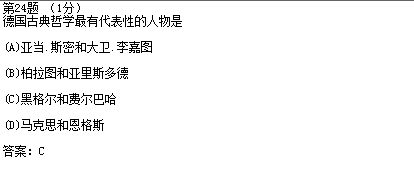 第24题 （1分）
德国古典哲学最有代表性的人物是
(A)亚当.斯密和大卫.李嘉图
(B)柏拉图和亚里斯多德
(C)黑格尔和费尔巴哈
(D)马克思和恩格斯
答案：C